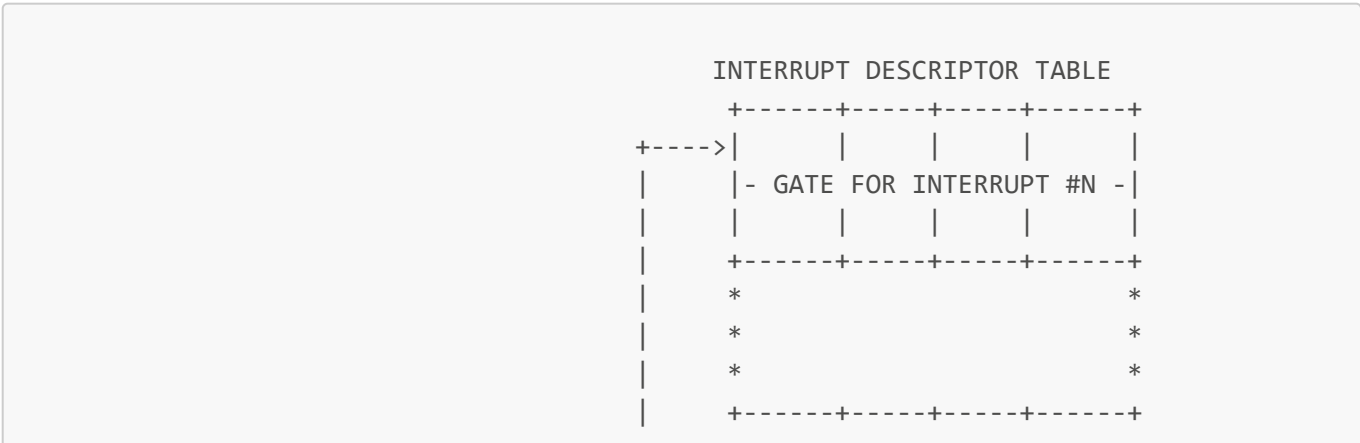 INTERRUPT DESCRIPTOR TABLE
+------+-----+-----+------+
+---->|      |     |     |      |
|     |- GATE FOR INTERRUPT #N -|
|     |      |     |     |      |
|     +------+-----+-----+------+
|     *                         *
|     *                         *
|     *                         *
|     +------+-----+-----+------+